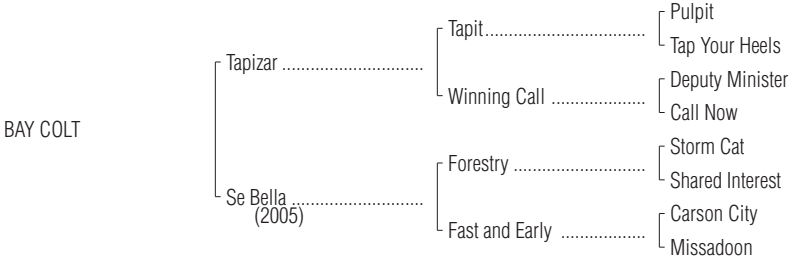 Pulpit
Tapit................................
Tap Your Heels
Tapizar ............................
Deputy Minister
Winning Call ...................
Call Now
BAY COLT
Storm Cat
Forestry ..........................
Shared Interest
Se Bella ..........................
(2005)
Carson City
Fast and Early .................
Missadoon